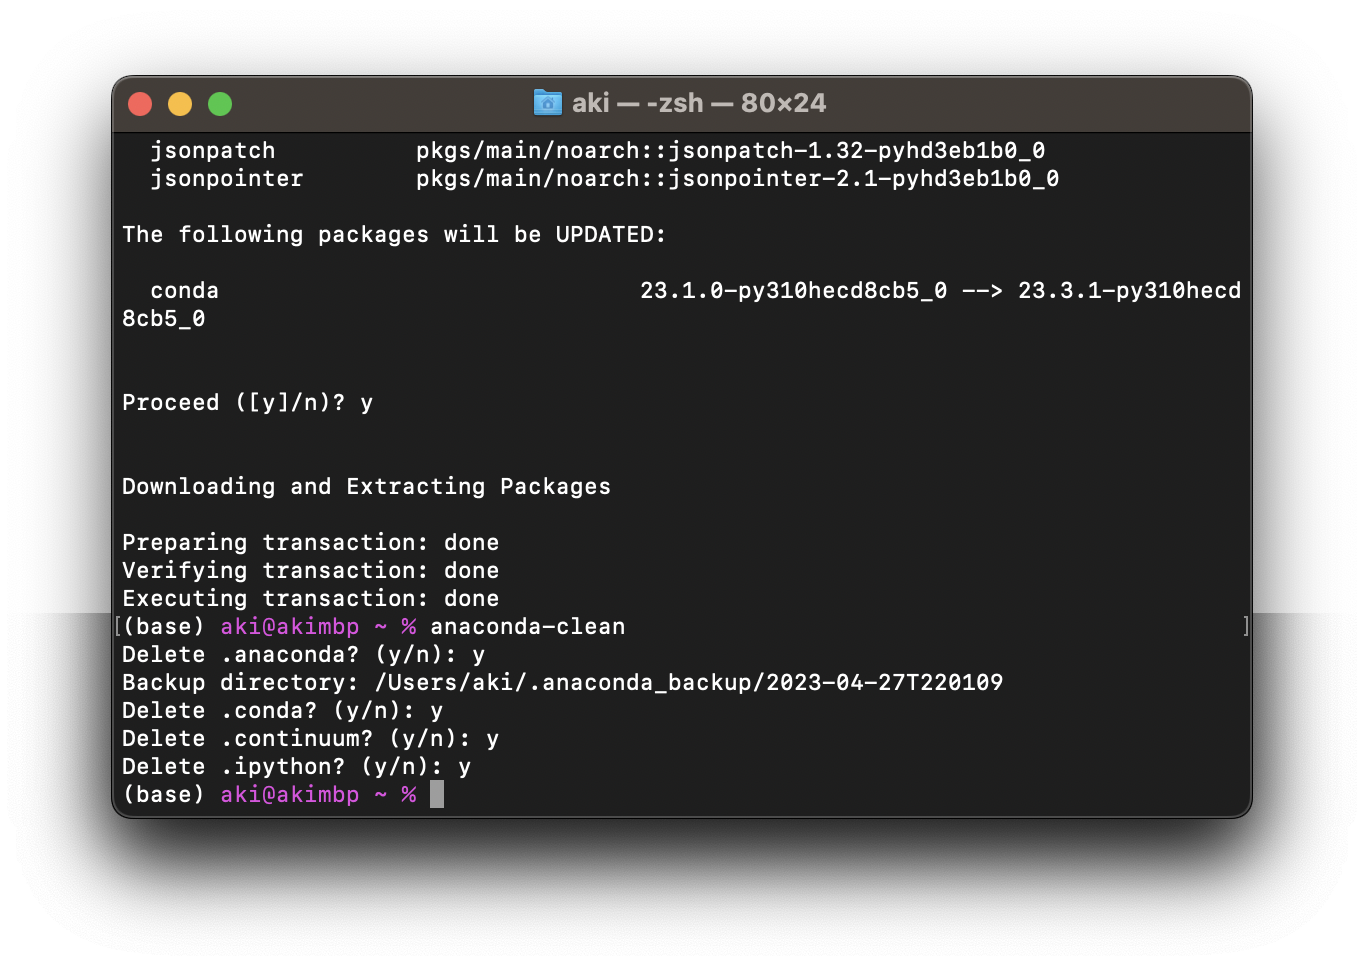 aki — -zsh — 80×24
jsonpatch          pkgs/main/noarch::jsonpatch-1.32-pyhd3eb1b0_0
jsonpointer        pkgs/main/noarch::jsonpointer-2.1-pyhd3eb1b0_0
The following packages will be UPDATED:
conda                              23.1.0-py310hecd8cb5_0 --> 23.3.1-py310hecd
8cb5_0
Proceed ([y]/n)? y
Downloading and Extracting Packages
Preparing transaction: done
Verifying transaction: done
Executing transaction: done
[(base) aki@akimbp ~ % anaconda-clean ]
Delete .anaconda? (y/n): y
Backup directory: /Users/aki/.anaconda_backup/2023-04-27T220109
Delete .conda? (y/n): y
Delete .continuum? (y/n): y
Delete .ipython? (y/n): y
(base) aki@akimbp ~ %